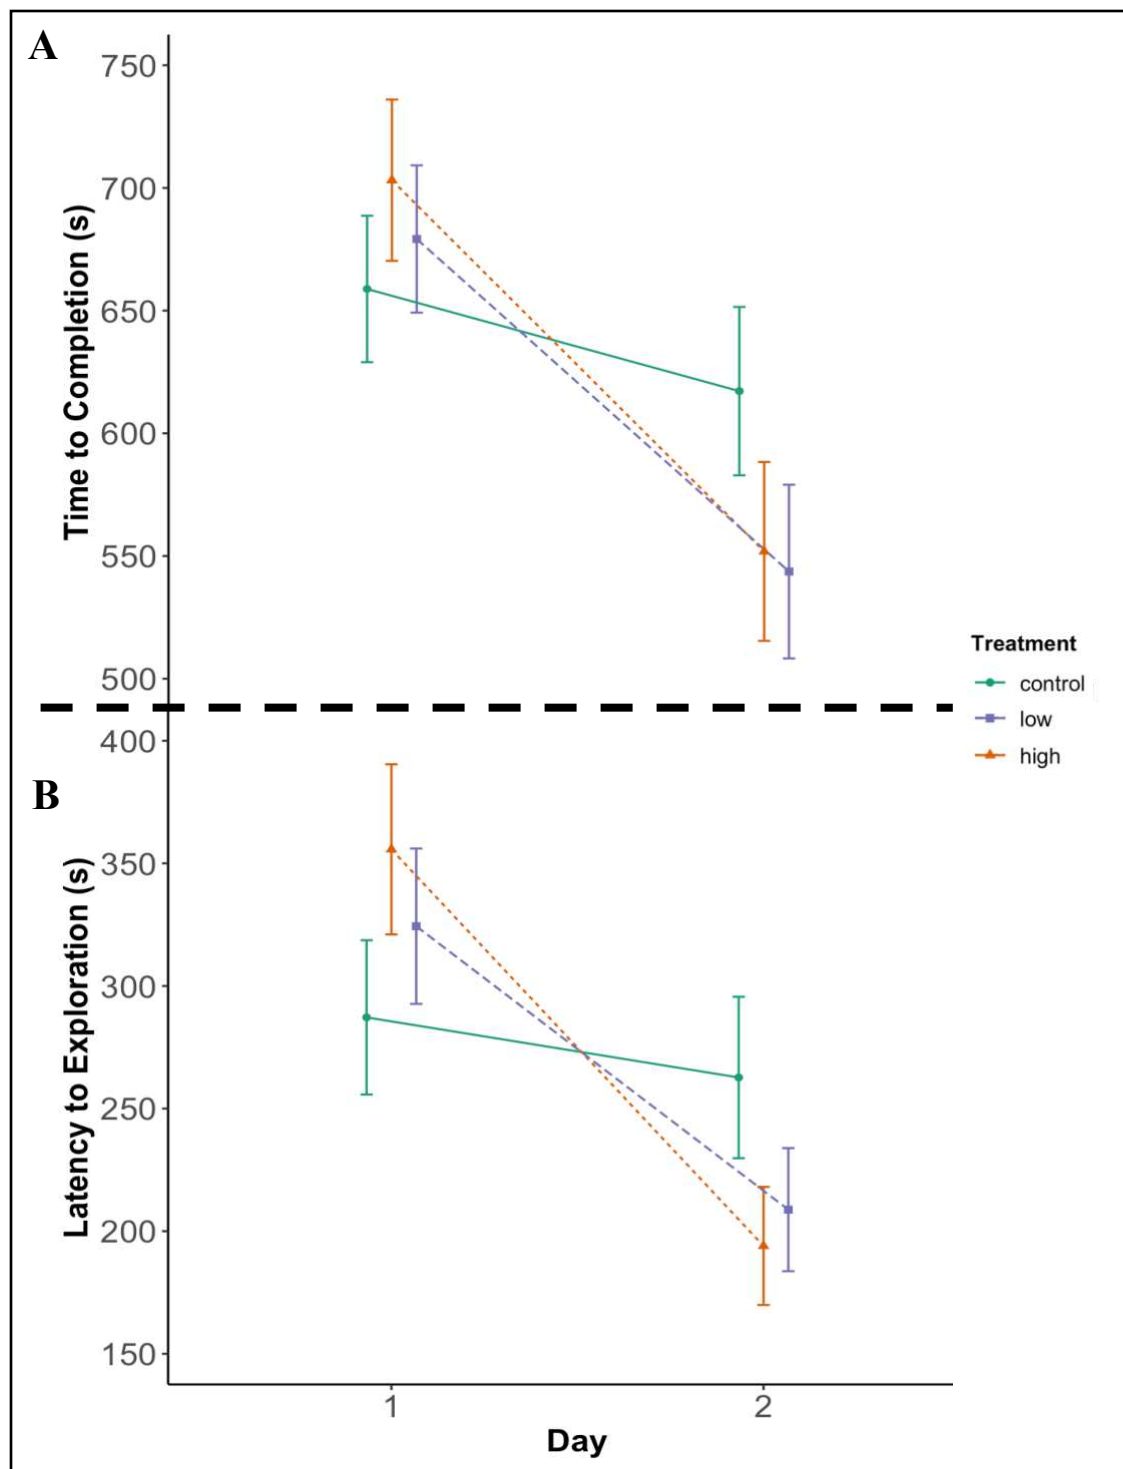 A
750
700
650
600
550
500
Time to Completion (s)
Treatment
control
low
high
B
400
350
300
250
200
150
Latency to Exploration (s)
1
2
Day